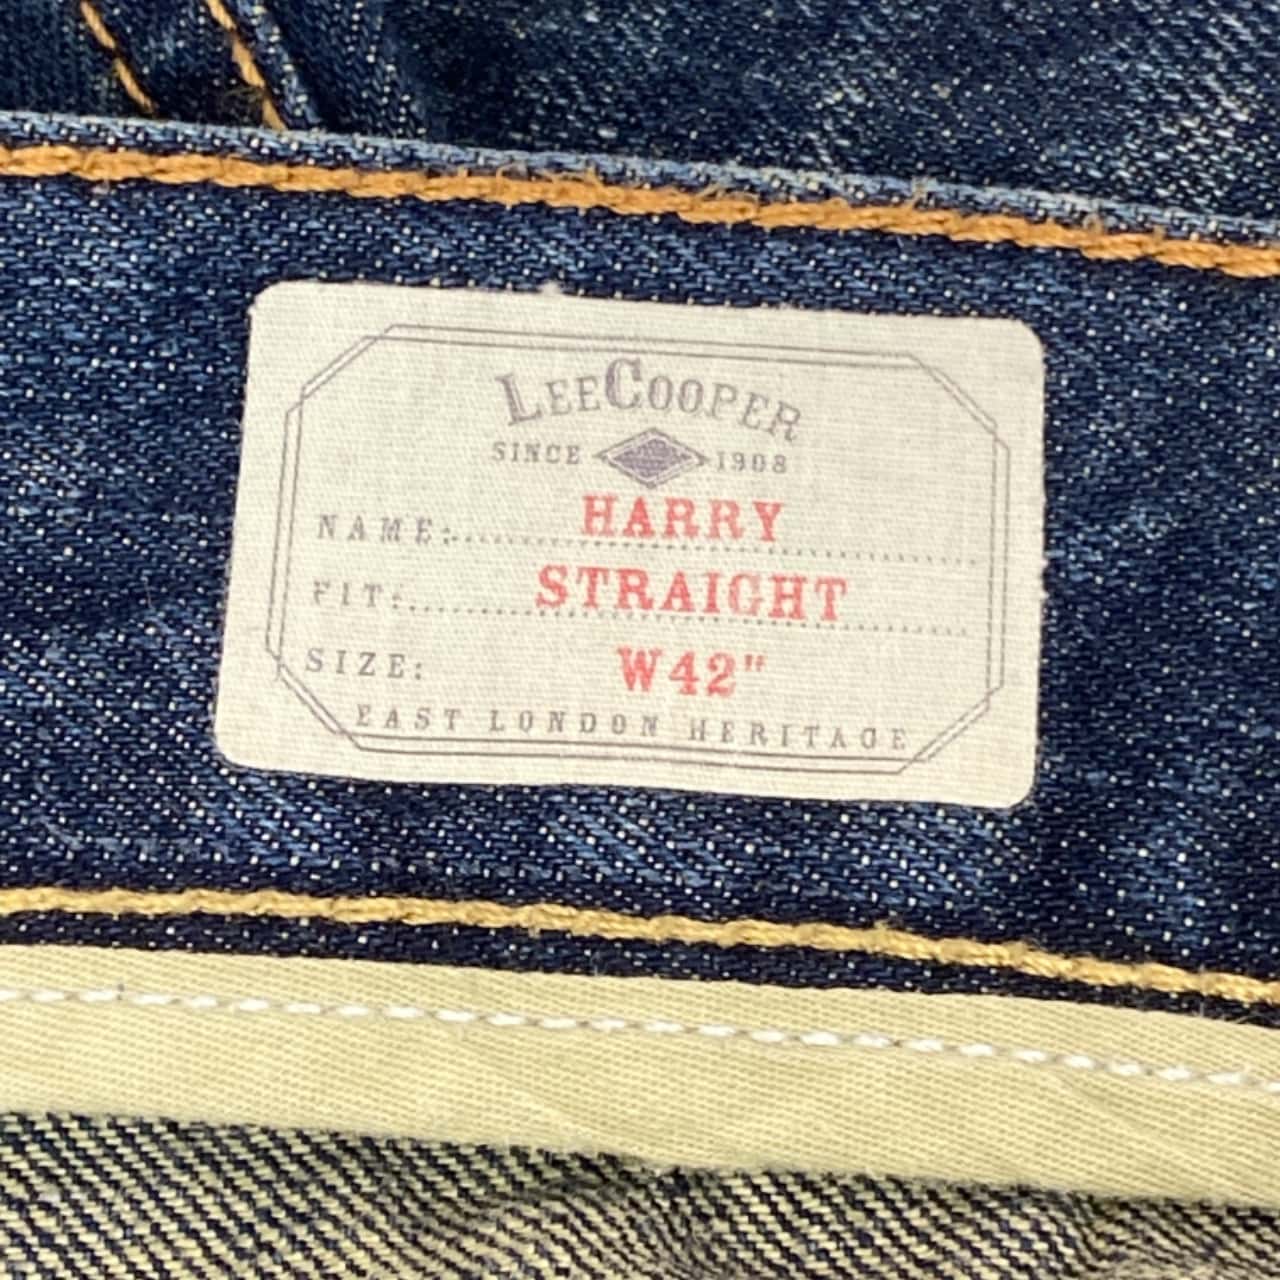 LEECOOPER
SINCE 1908
NAME: HARRY
FIT: STRAIGHT
SIZE: W42"
EAST LONDON HERITAGE